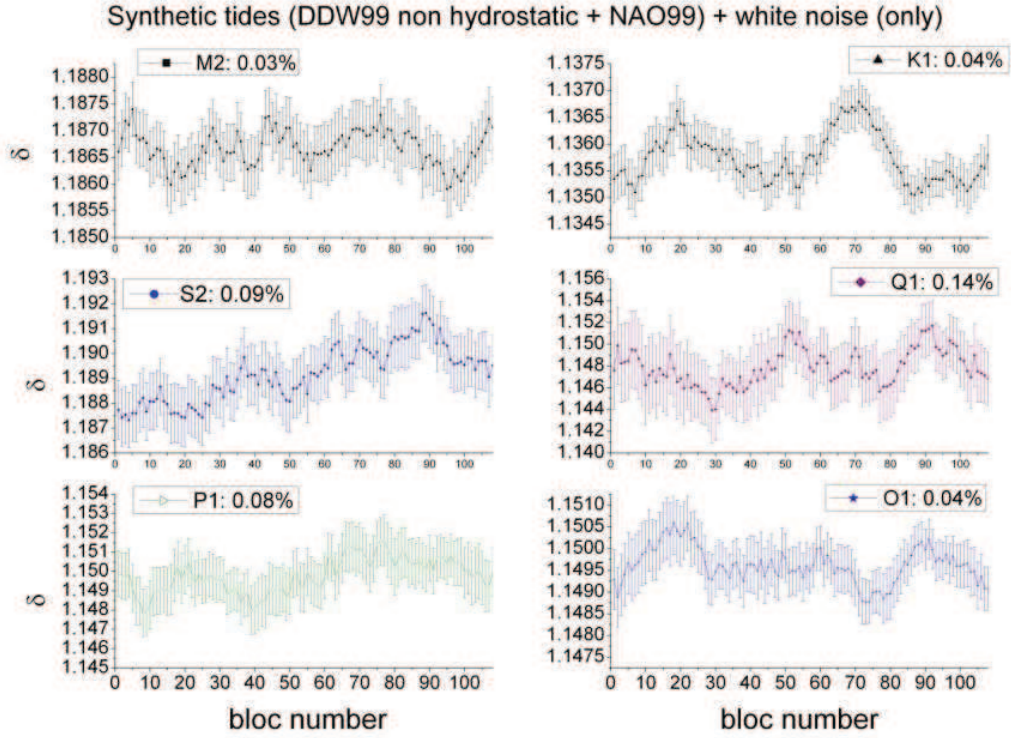 Synthetic tides (DDW99 non hydrostatic + NAO99) + white noise (only)
M2: 0.03%
δ
1.1880
1.1875
1.1870
1.1865
1.1860
1.1855
1.1850
0 10 20 30 40 50 60 70 80 90 100
K1: 0.04%
1.1375
1.1370
1.1365
1.1360
1.1355
1.1350
1.1345
0 10 20 30 40 50 60 70 80 90 100
S2: 0.09%
δ
1.193
1.192
1.191
1.190
1.189
1.188
1.187
1.186
0 10 20 30 40 50 60 70 80 90 100
Q1: 0.14%
1.156
1.154
1.152
1.150
1.148
1.146
1.144
1.142
1.140
0 10 20 30 40 50 60 70 80 90 100
P1: 0.08%
δ
1.154
1.153
1.152
1.151
1.150
1.149
1.148
1.147
1.146
1.145
0 10 20 30 40 50 60 70 80 90 100
bloc number
O1: 0.04%
1.1510
1.1505
1.1500
1.1495
1.1490
1.1485
1.1480
1.1475
0 10 20 30 40 50 60 70 80 90 100
bloc number